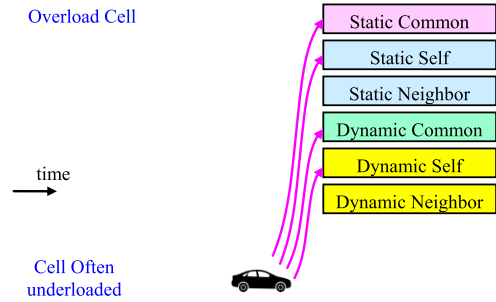 Overload Cell
Static Common
Static Self
Static Neighbor
Dynamic Common
time
Dynamic Self
Dynamic Neighbor
Cell Often
underloaded